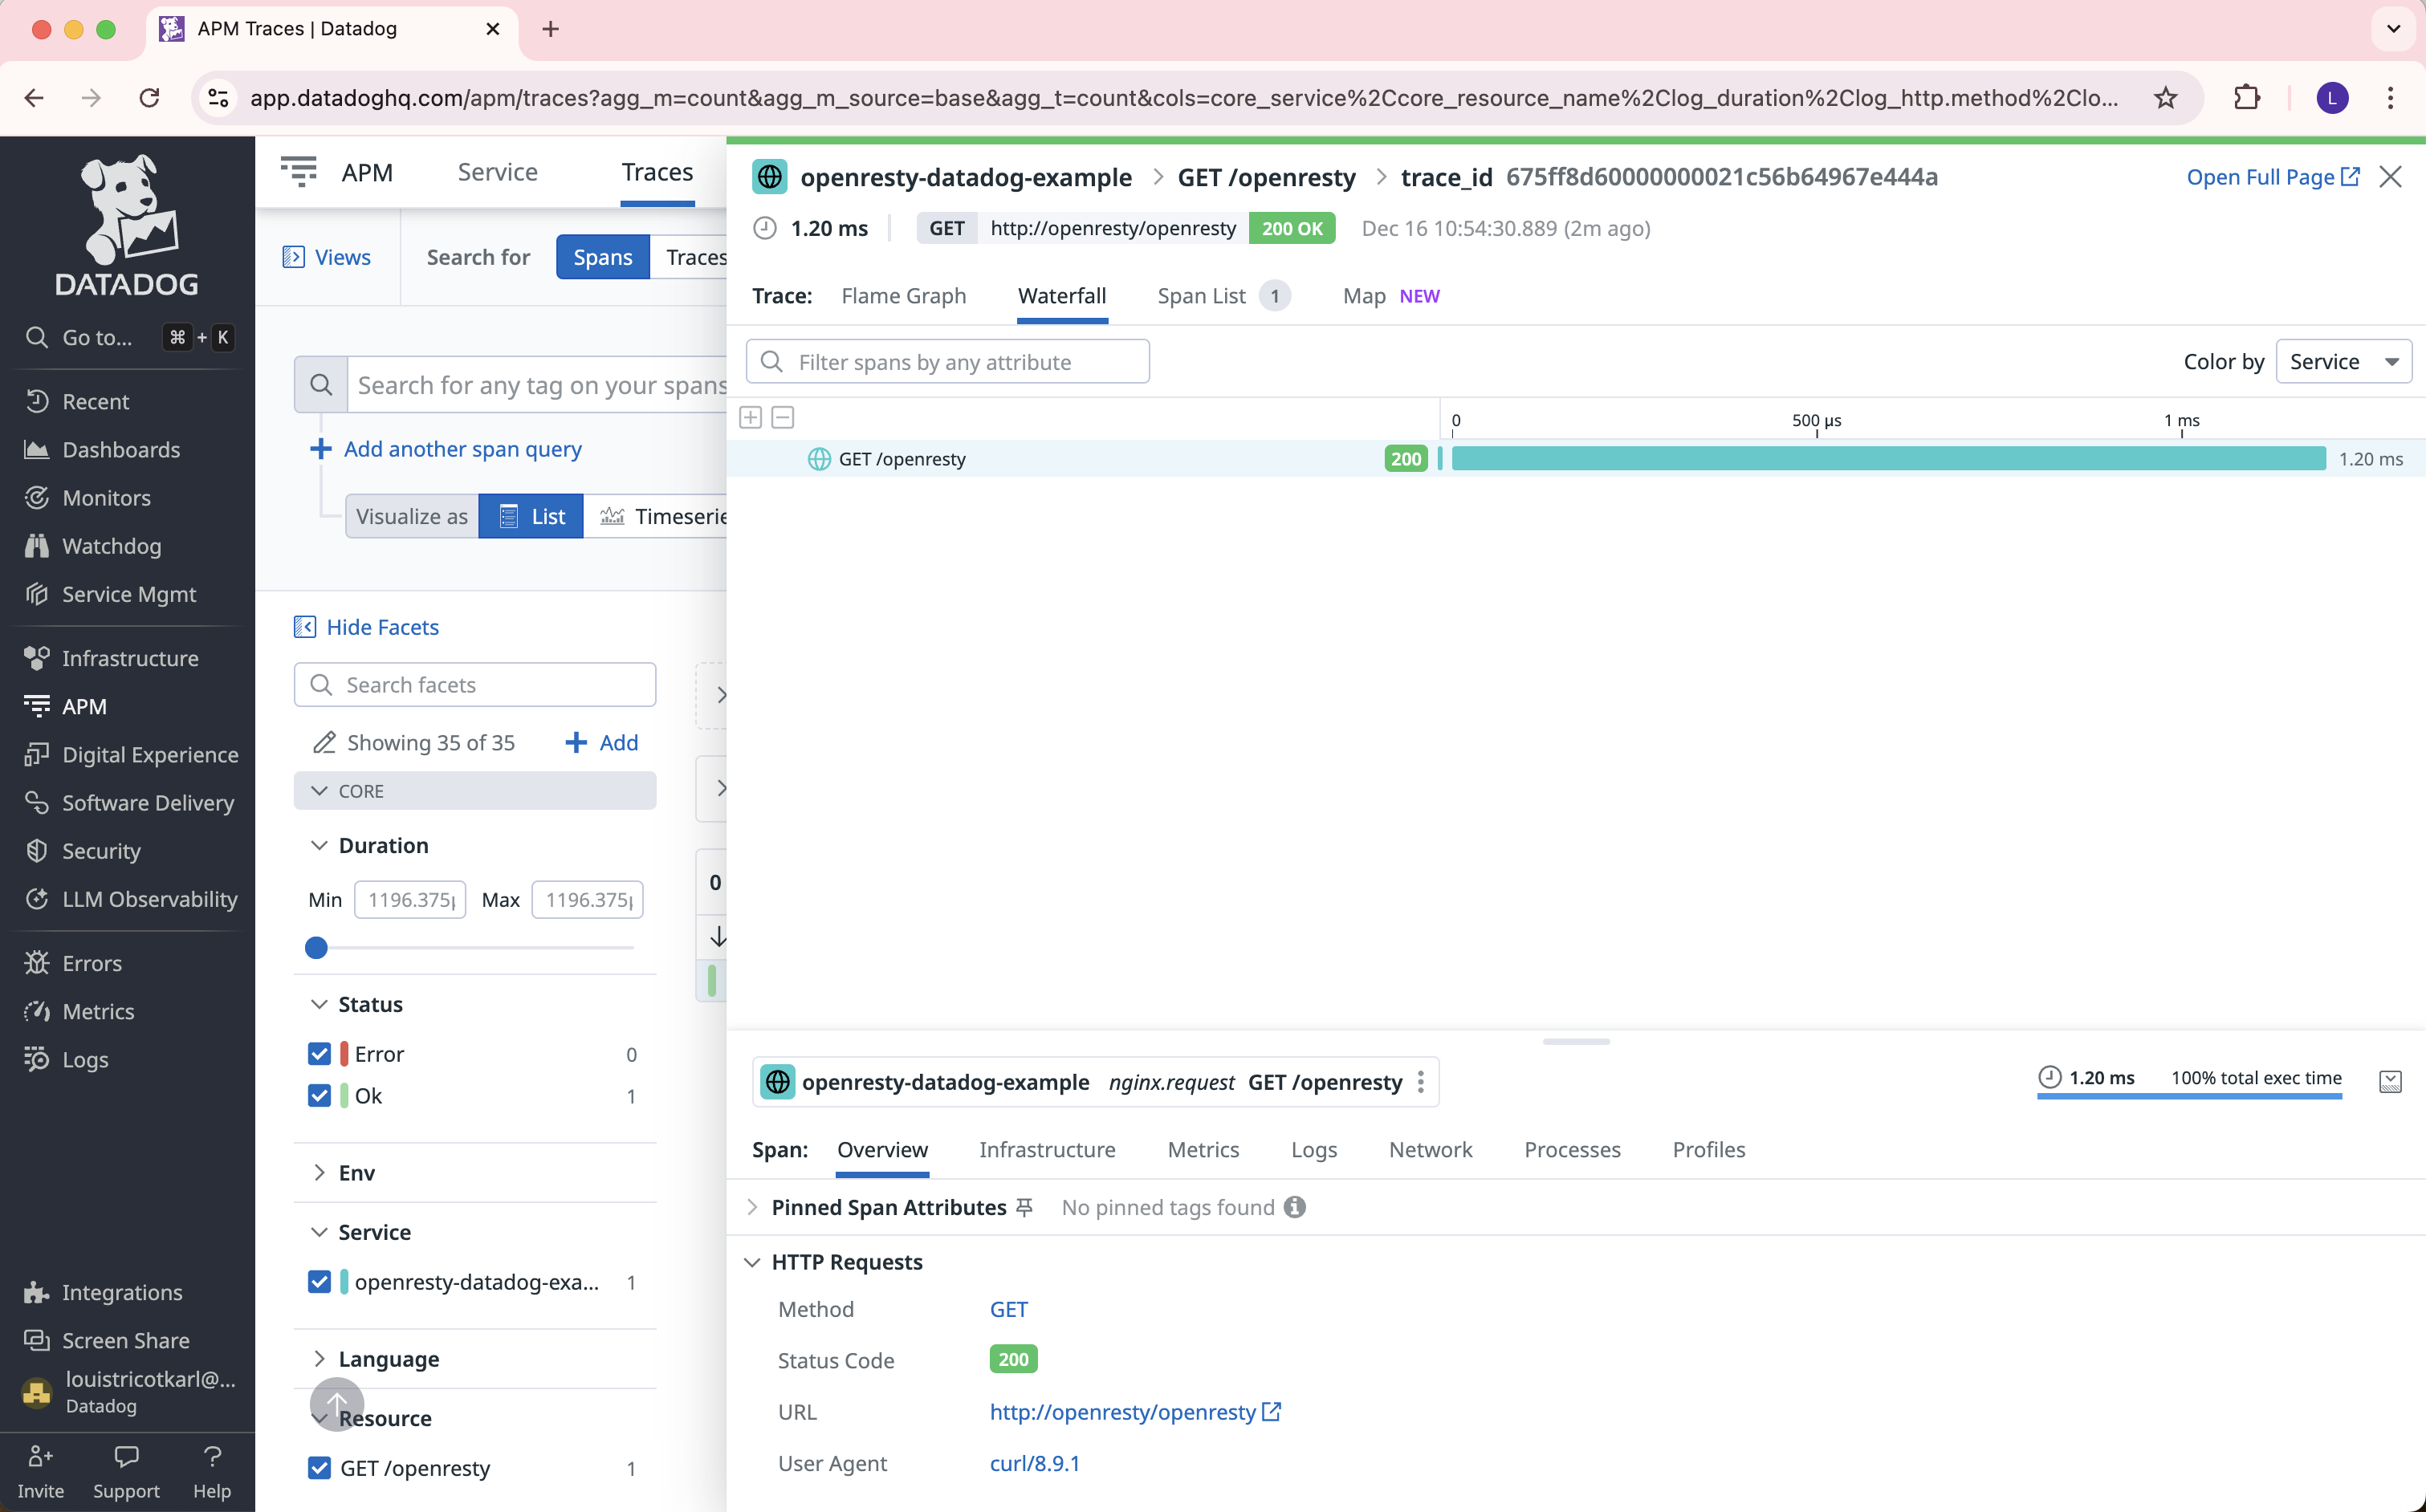 APM Traces | Datadog
app.datadoghq.com/apm/traces?agg_m=count&agg_m_source=base&agg_t=count&cols=core_service%2Ccore_resource_name%2Clog_duration%2Clog_http.method%2Clo...
L
DATADOG
Go to...
⌘ + K
Recent
Dashboards
Monitors
Watchdog
Service Mgmt
Infrastructure
APM
Digital Experience
Software Delivery
Security
LLM Observability
Errors
Metrics
Logs
Integrations
Screen Share
louistricotkarl@...
Datadog
Invite
Support
Help
APM
Service
Traces
Views
Search for
Spans
Traces
Search for any tag on your spans
Add another span query
Visualize as
List
Timeserie
Hide Facets
Search facets
Showing 35 of 35
Add
CORE
Duration
Min
1196.375
Max
1196.375
Status
Error 0
Ok 1
Env
Service
openresty-datadog-exa... 1
Language
Resource
GET /openresty 1
0
openresty-datadog-example > GET /openresty > trace_id 675ff8d60000000021c56b64967e444a
Open Full Page
1.20 ms
GET http://openresty/openresty 200 OK
Dec 16 10:54:30.889 (2m ago)
Trace:
Flame Graph
Waterfall
Span List 1
Map NEW
Filter spans by any attribute
Color by
Service
0
500 μs
1 ms
GET /openresty
200
1.20 ms
openresty-datadog-example nginx.request GET /openresty
1.20 ms
100% total exec time
Span:
Overview
Infrastructure
Metrics
Logs
Network
Processes
Profiles
Pinned Span Attributes
No pinned tags found
HTTP Requests
Method GET
Status Code 200
URL http://openresty/openresty
User Agent curl/8.9.1